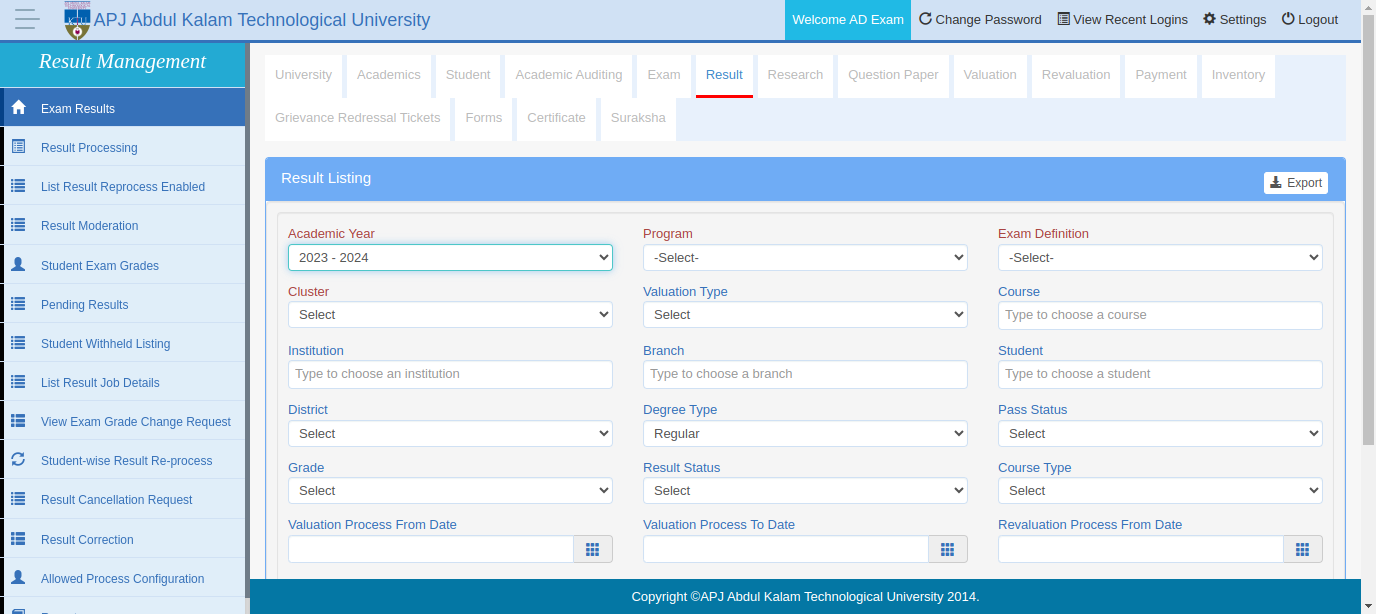 APJ Abdul Kalam Technological University
Welcome AD Exam
Change Password
View Recent Logins
Settings
Logout
Result Management
Exam Results
Result Processing
List Result Reprocess Enabled
Result Moderation
Student Exam Grades
Pending Results
Student Withheld Listing
List Result Job Details
View Exam Grade Change Request
Student-wise Result Re-process
Result Cancellation Request
Result Correction
Allowed Process Configuration
University Academics Student Academic Auditing Exam Result Research Question Paper Valuation Revaluation Payment Inventory
Grievance Redressal Tickets Forms Certificate Suraksha
Result Listing
Export
Academic Year Program Exam Definition
2023 - 2024 -Select- -Select-
Cluster Valuation Type Course
Select Select Type to choose a course
Institution Branch Student
Type to choose an institution Type to choose a branch Type to choose a student
District Degree Type Pass Status
Select Regular Select
Grade Result Status Course Type
Select Select Select
Valuation Process From Date Valuation Process To Date Revaluation Process From Date
Copyright ©APJ Abdul Kalam Technological University 2014.